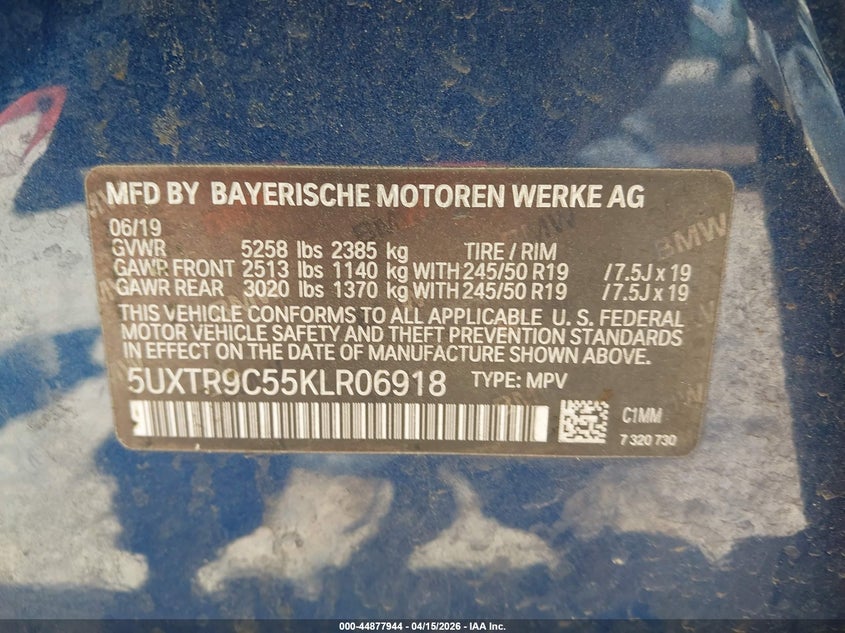 MFD BY BAYERISCHE MOTOREN WERKE AG
06/19
GVWR 5258 lbs 2385 kg TIRE / RIM
GAWR FRONT 2513 lbs 1140 kg WITH 245/50 R19 / 7.5J x 19
GAWR REAR 3020 lbs 1370 kg WITH 245/50 R19 / 7.5J x 19
THIS VEHICLE CONFORMS TO ALL APPLICABLE U. S. FEDERAL
MOTOR VEHICLE SAFETY AND THEFT PREVENTION STANDARDS
IN EFFECT ON THE DATE OF MANUFACTURE SHOWN ABOVE.
5UXTR9C55KLR06918 TYPE: MPV
C1MM
7 320 730
BMW
000-44877944 - 04/15/2026 - IAA Inc.